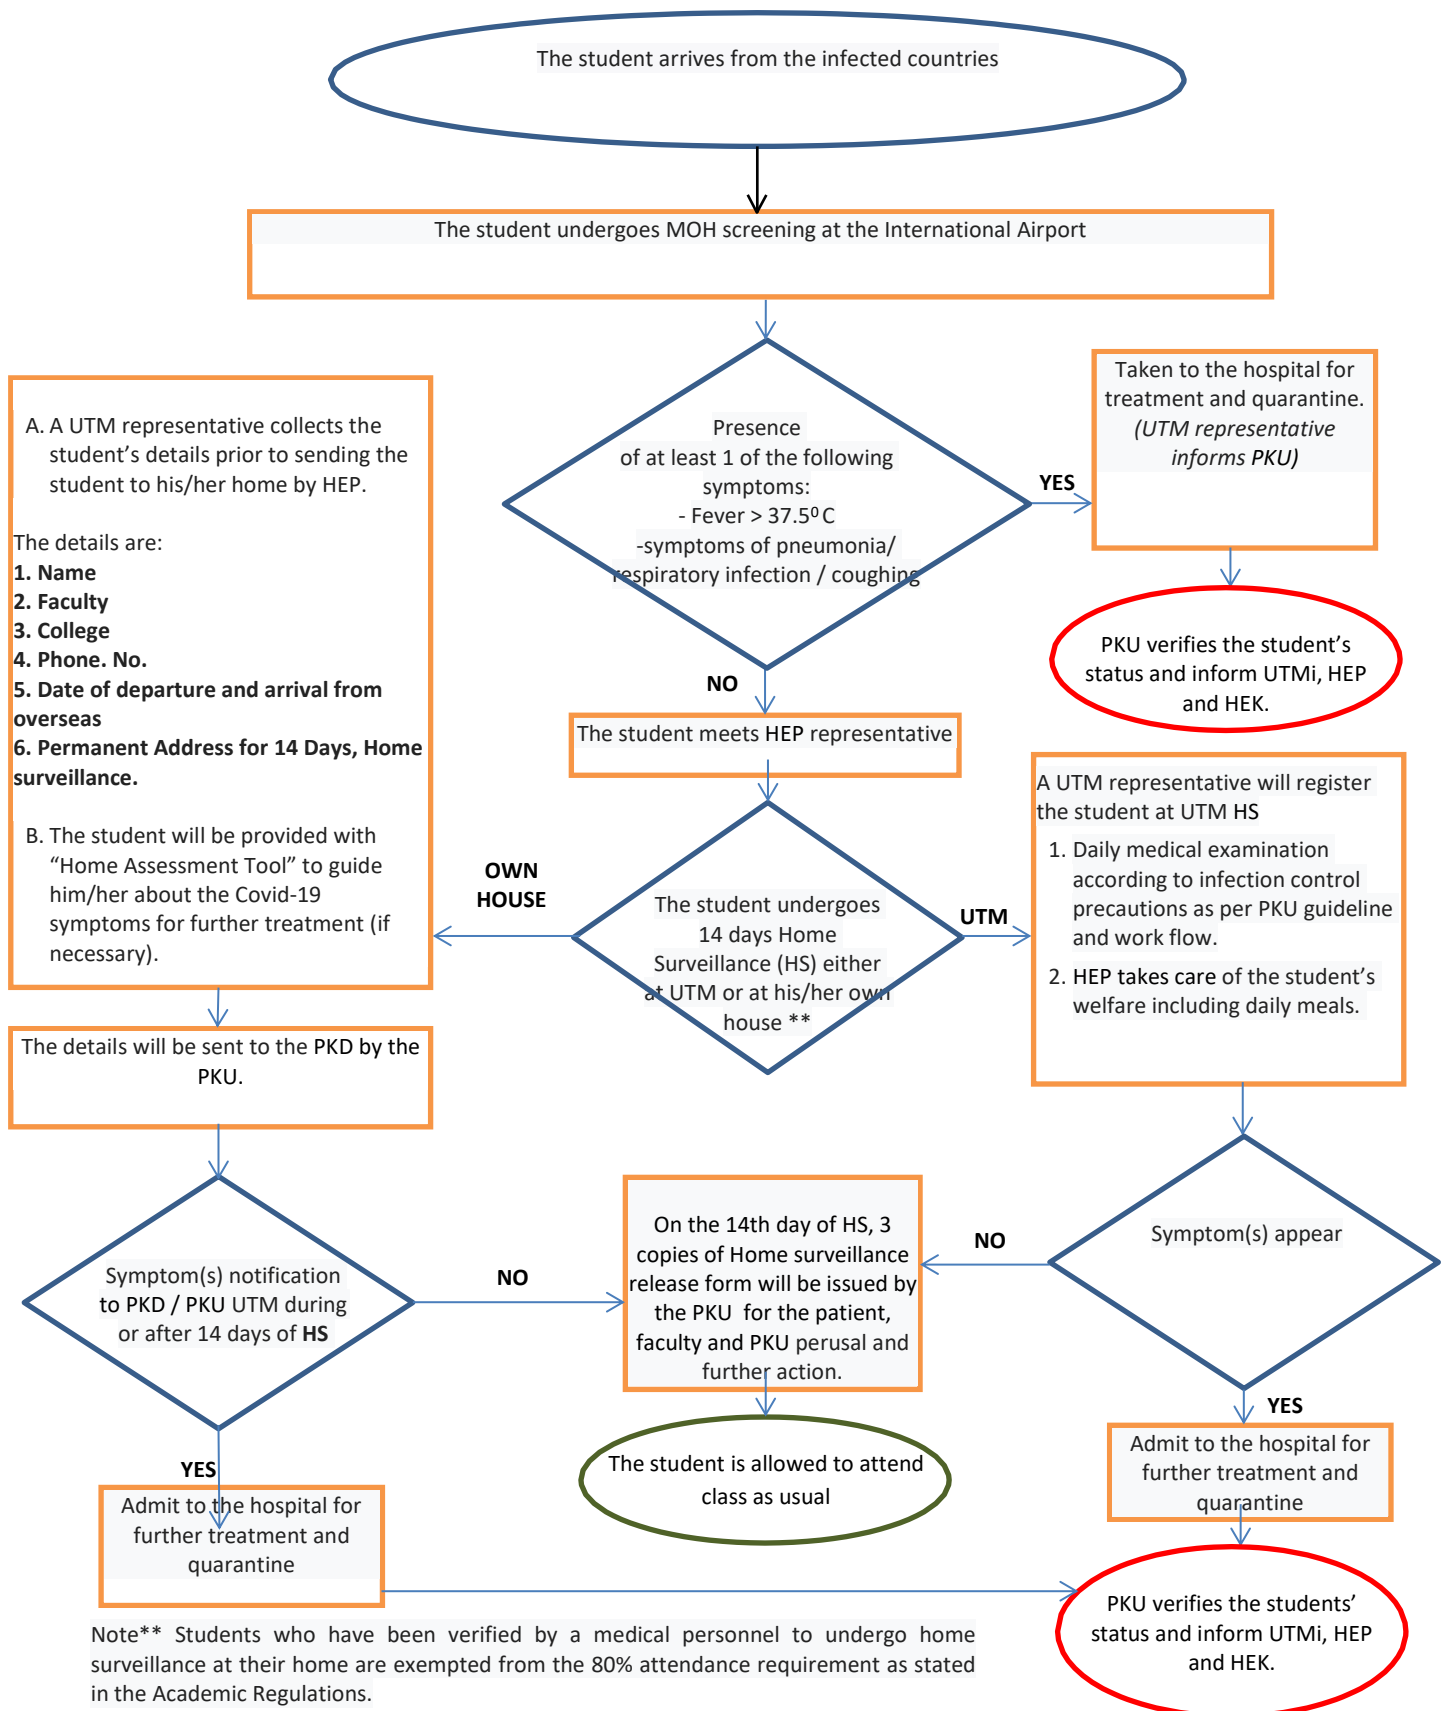 The student arrives from the infected countries
The student undergoes MOH screening at the International Airport
Presence
of at least 1 of the following
symptoms:
- Fever > 37.5⁰ C
-symptoms of pneumonia/
respiratory infection / coughing
YES
Taken to the hospital for
treatment and quarantine.
(UTM representative
informs PKU)
PKU verifies the student’s
status and inform UTMi, HEP
and HEK.
NO
The student meets HEP representative
The student undergoes
14 days Home
Surveillance (HS) either
at UTM or at his/her own
house **
OWN
HOUSE
UTM
A. A UTM representative collects the
student’s details prior to sending the
student to his/her home by HEP.
The details are:
1. Name
2. Faculty
3. College
4. Phone. No.
5. Date of departure and arrival from
overseas
6. Permanent Address for 14 Days, Home
surveillance.
B. The student will be provided with
“Home Assessment Tool” to guide
him/her about the Covid-19
symptoms for further treatment (if
necessary).
The details will be sent to the PKD by the
PKU.
Symptom(s) notification
to PKD / PKU UTM during
or after 14 days of HS
NO
YES
Admit to the hospital for
further treatment and
quarantine
A UTM representative will register
the student at UTM HS
1. Daily medical examination
according to infection control
precautions as per PKU guideline
and work flow.
2. HEP takes care of the student’s
welfare including daily meals.
Symptom(s) appear
NO
YES
Admit to the hospital for
further treatment and
quarantine
On the 14th day of HS, 3
copies of Home surveillance
release form will be issued by
the PKU for the patient,
faculty and PKU perusal and
further action.
The student is allowed to attend
class as usual
PKU verifies the students’
status and inform UTMi, HEP
and HEK.
Note** Students who have been verified by a medical personnel to undergo home
surveillance at their home are exempted from the 80% attendance requirement as stated
in the Academic Regulations.